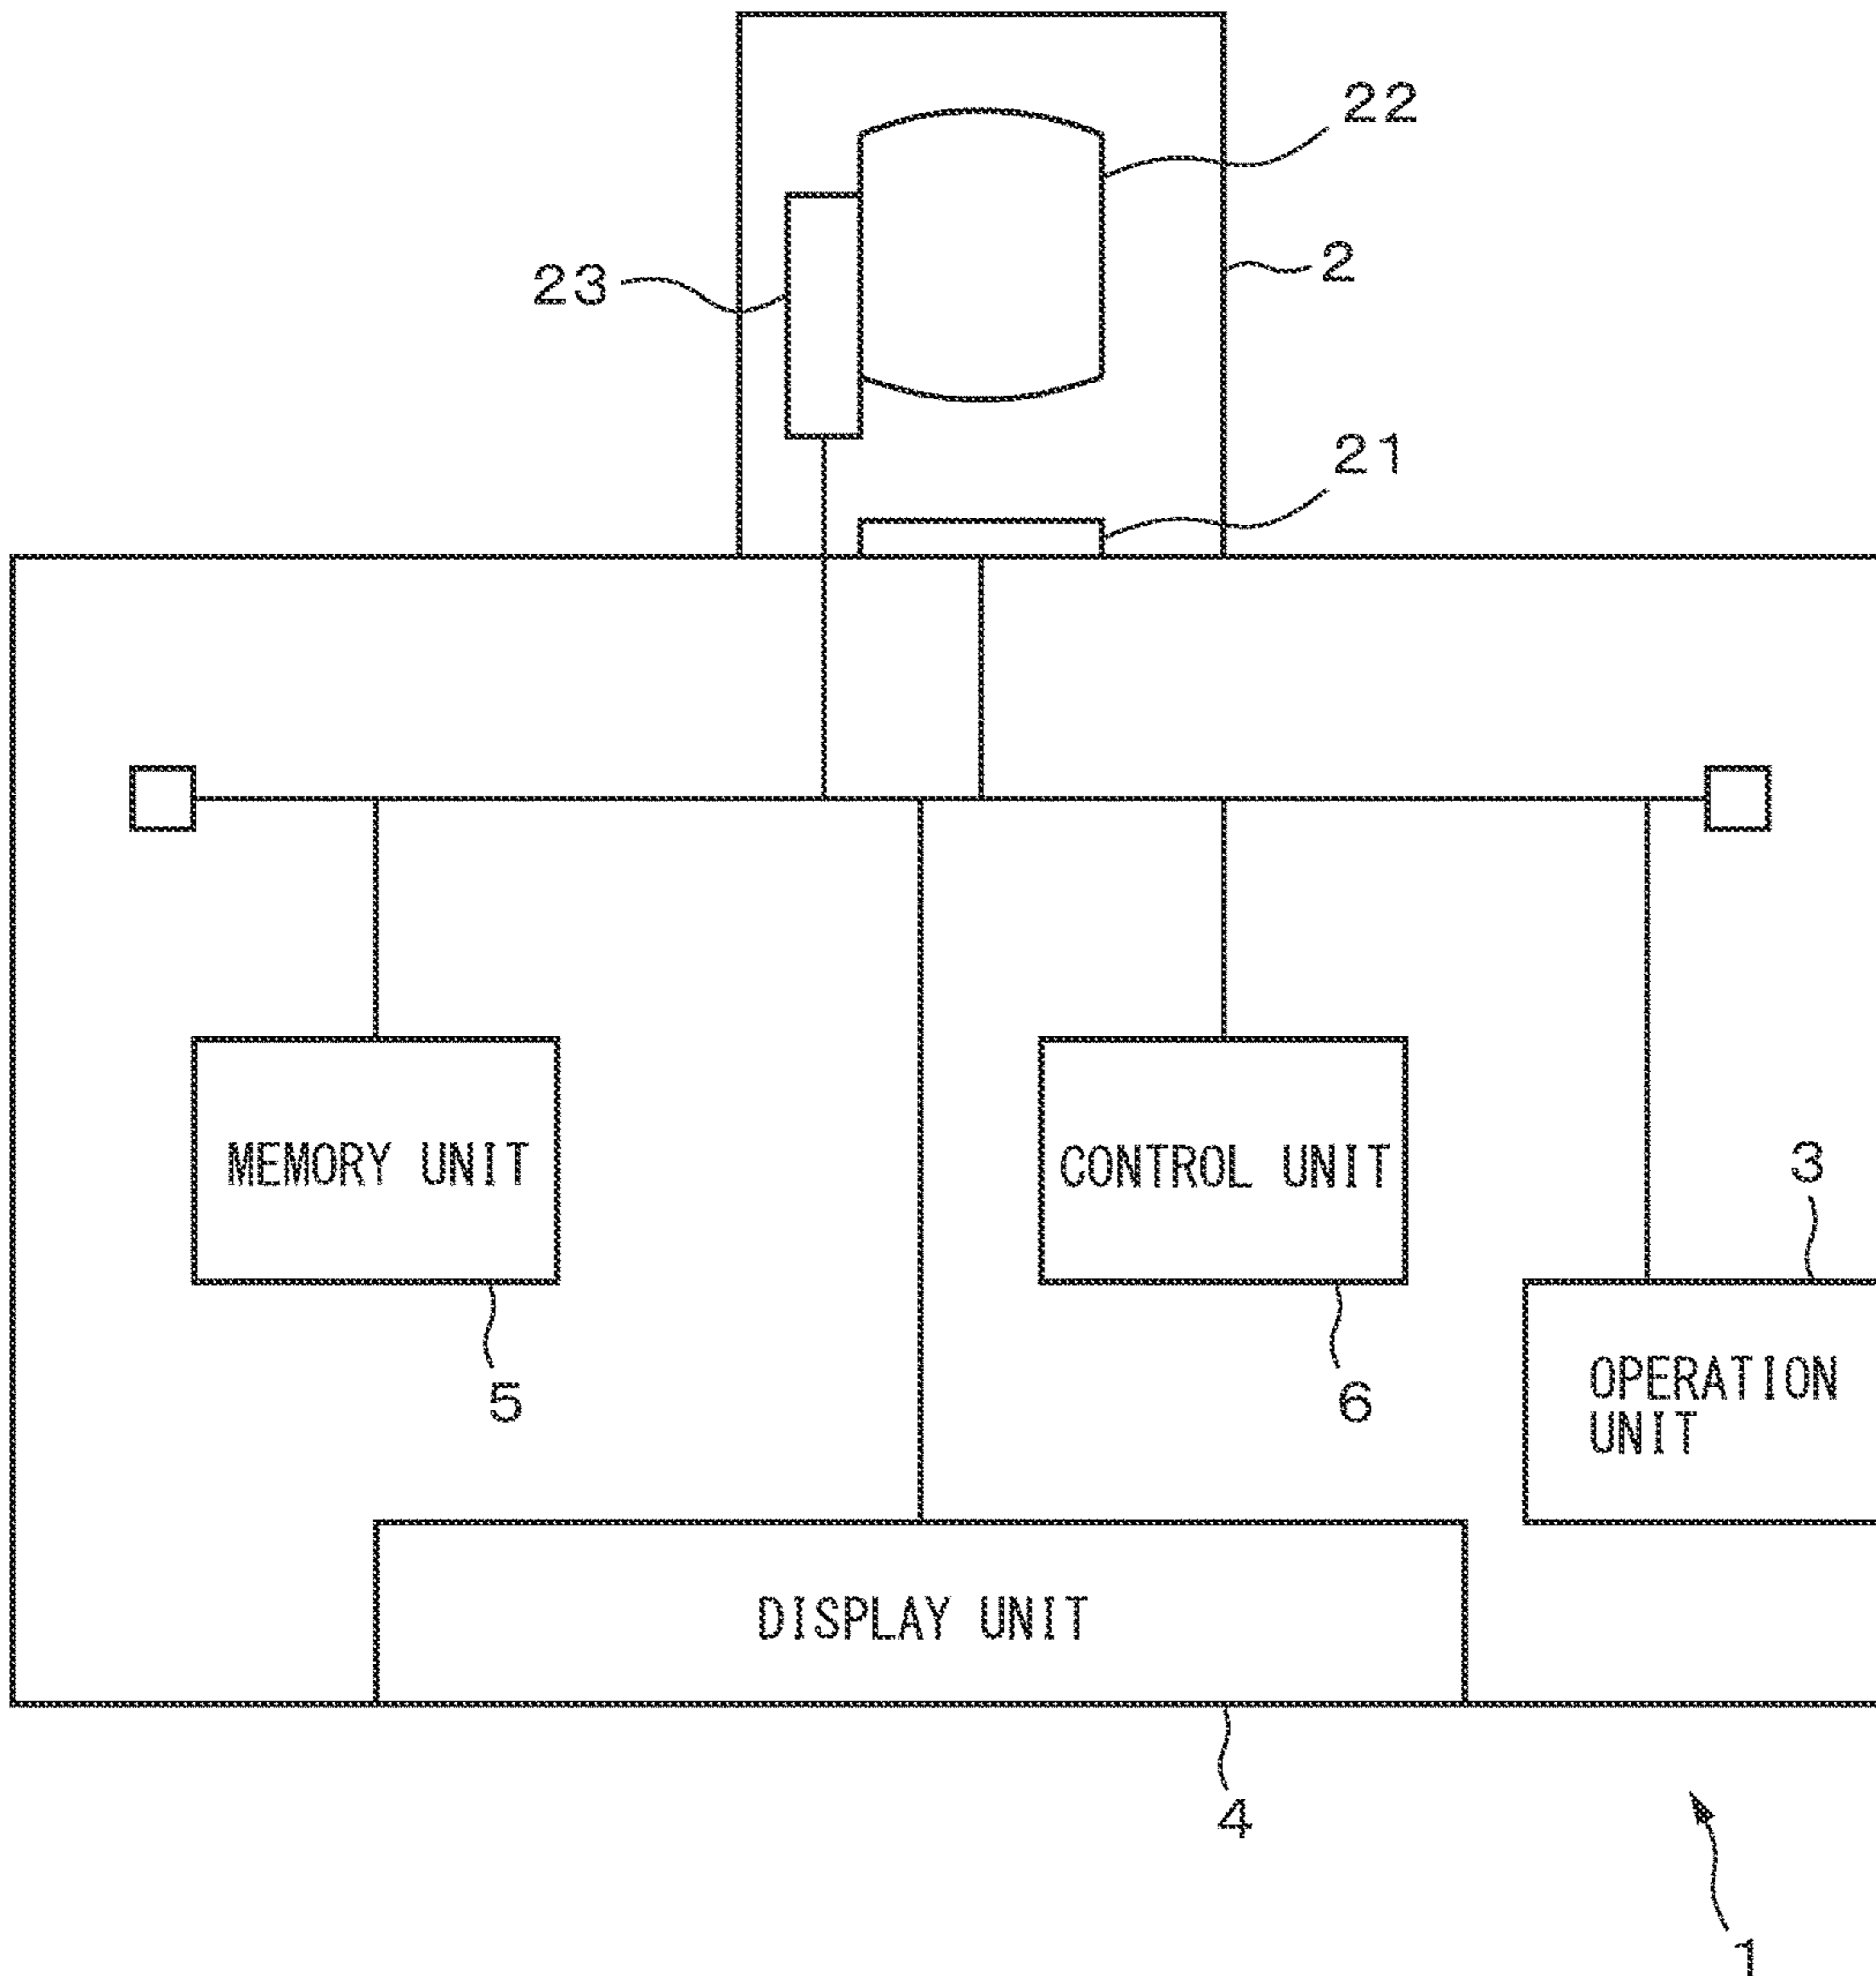 22
2
23
21
MEMORY UNIT
CONTROL UNIT
3
5
6
OPERATION
UNIT
DISPLAY UNIT
4
1